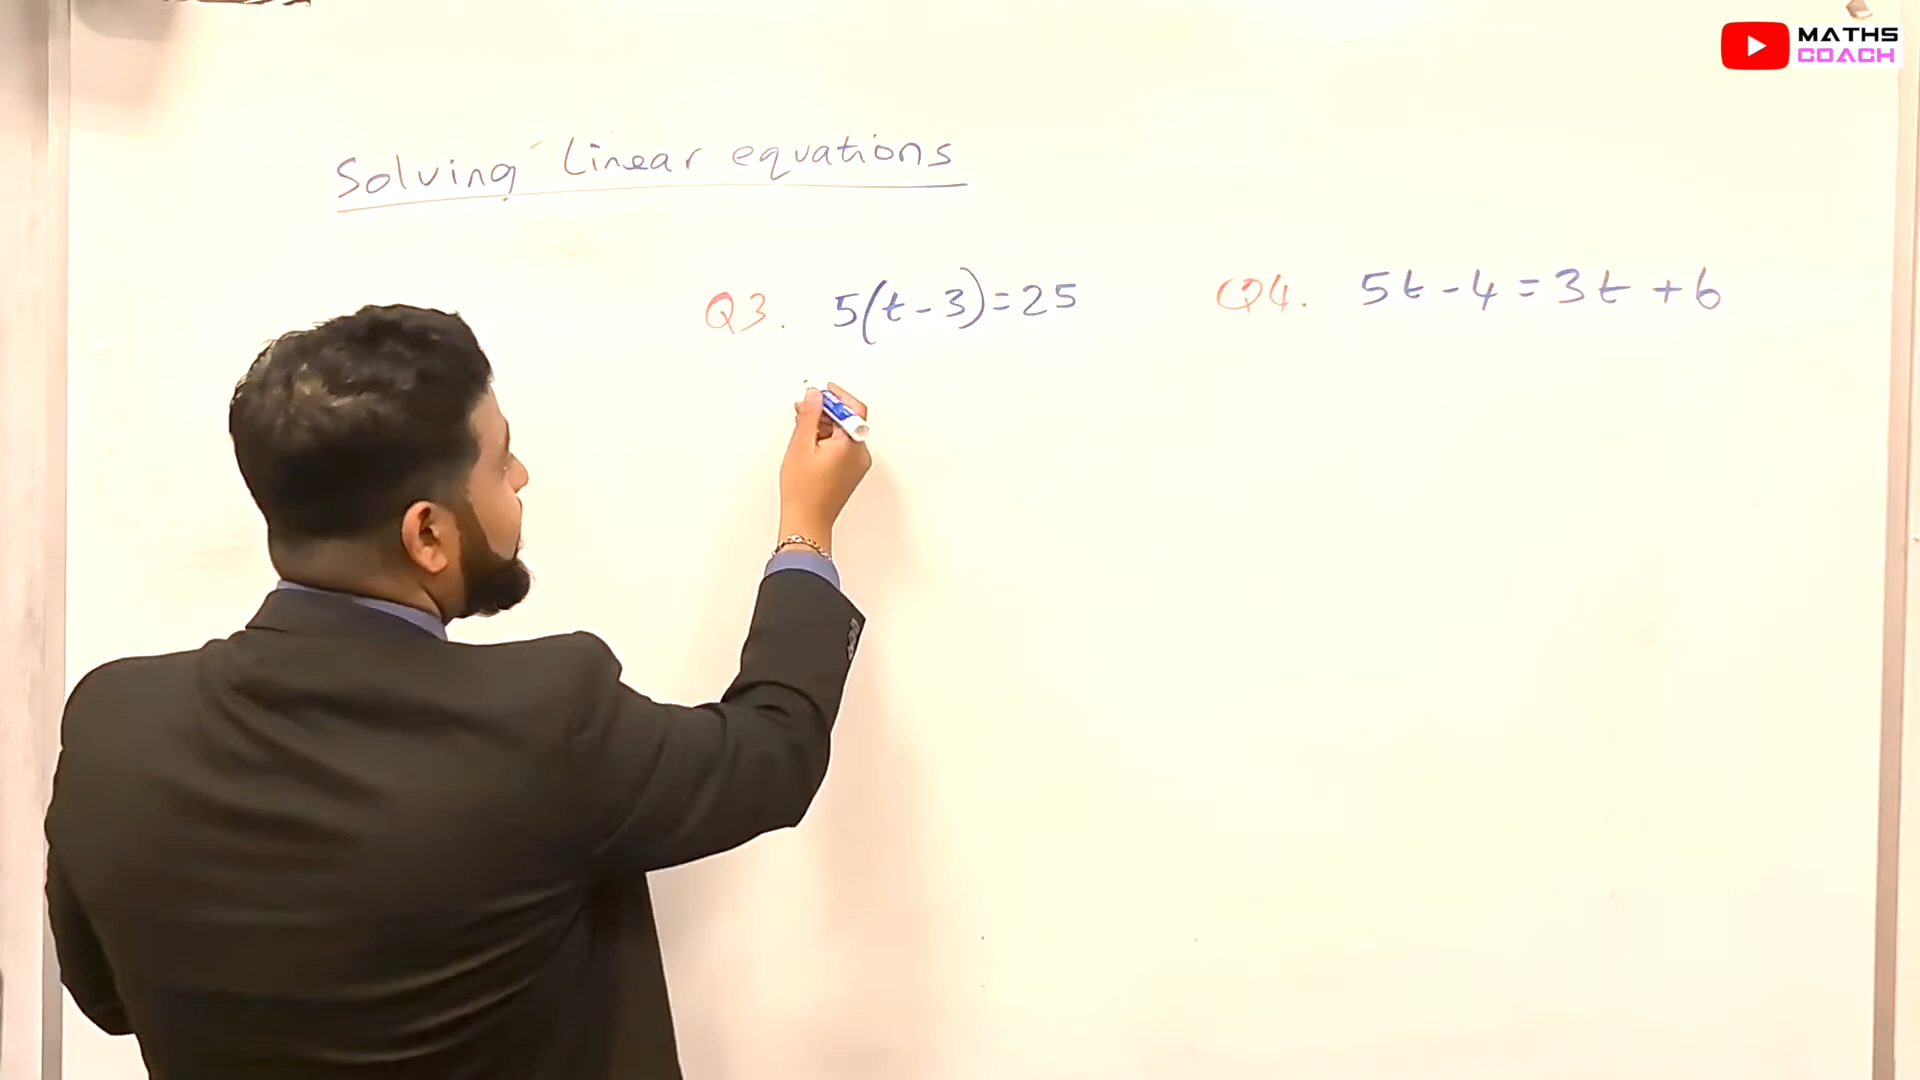 MATHS
COACH
Solving Linear equations
Q3. 5(t-3)=25
Q4. 5t-4=3t+6